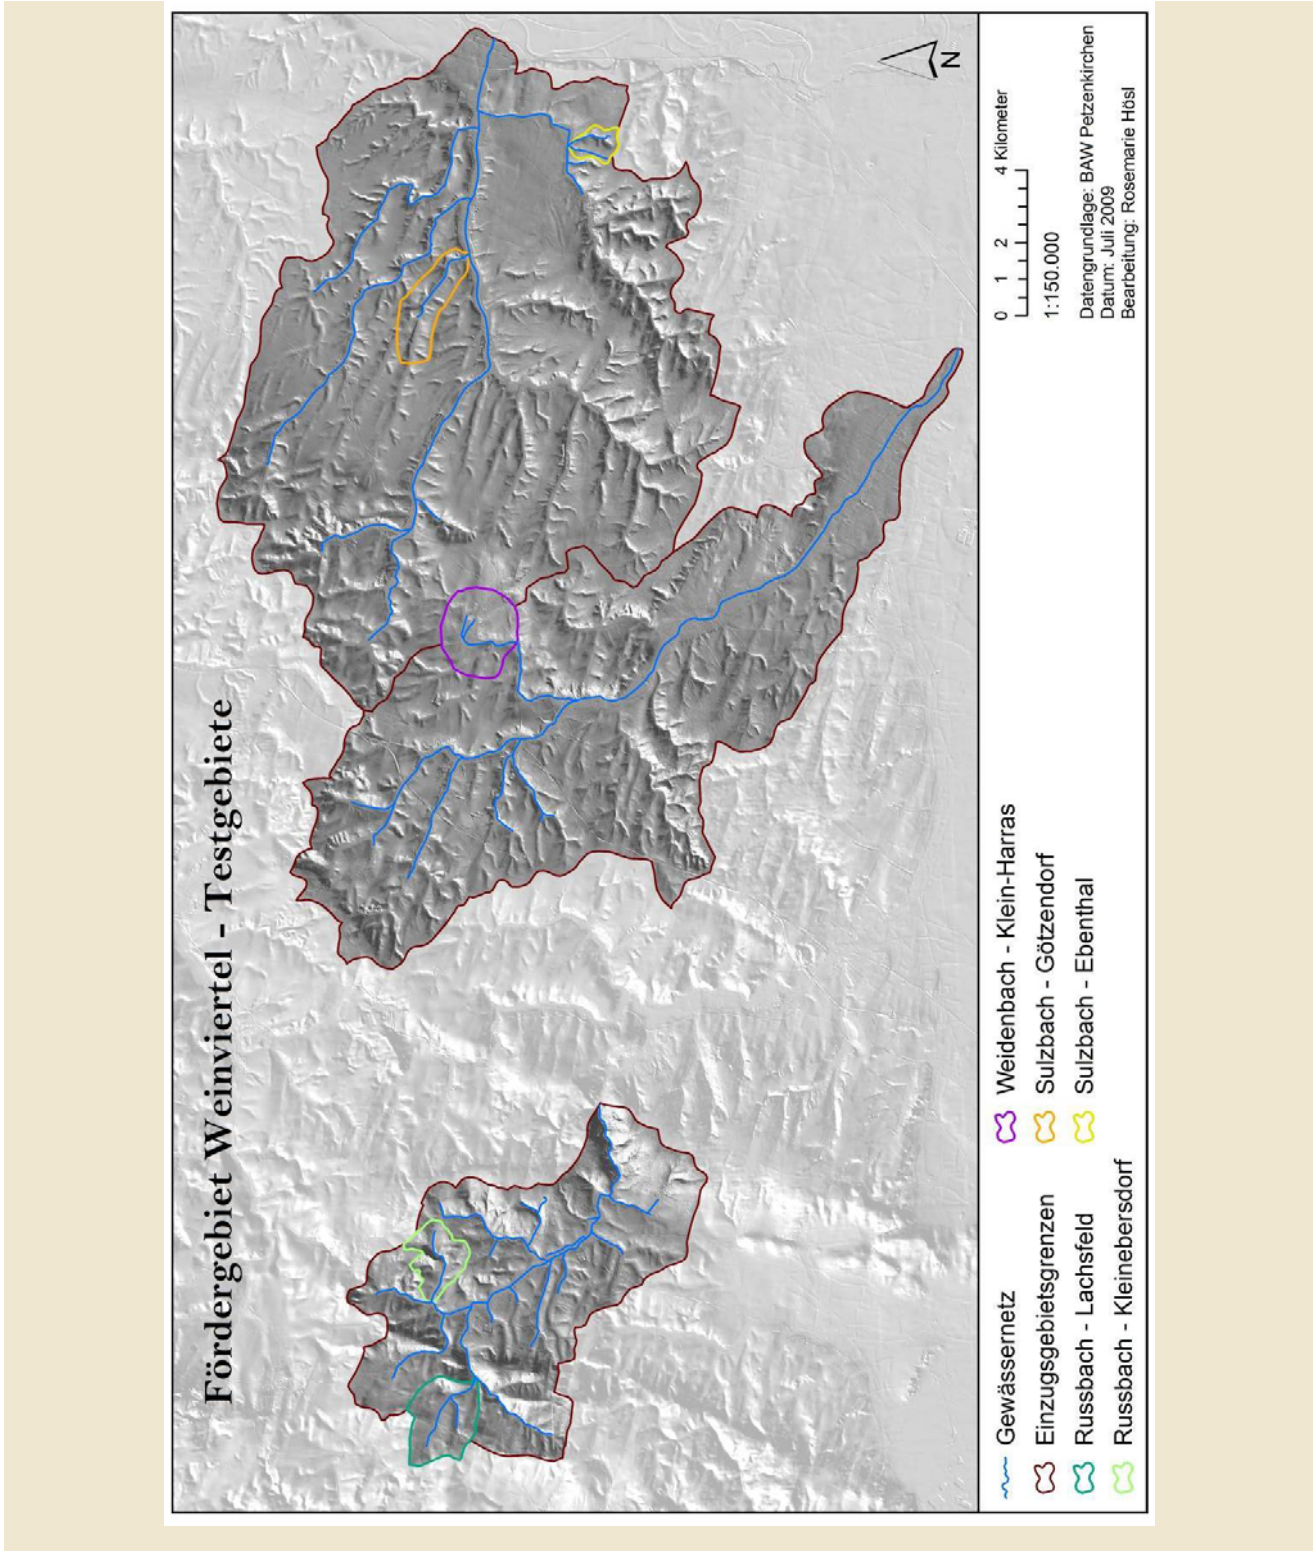 Fördergebiet Weinviertel - Testgebiete
Gewässernetz
Einzugsgebietsgrenzen
Russbach - Lachsfeld
Russbach - Kleinebersdorf
Weidenbach - Klein-Harras
Sulzbach - Götzendorf
Sulzbach - Ebenthal
0 1 2 4 Kilometer
1:150.000
Datengrundlage: BAW Petzenkirchen
Datum: Juli 2009
Bearbeitung: Rosemarie Hösl
N